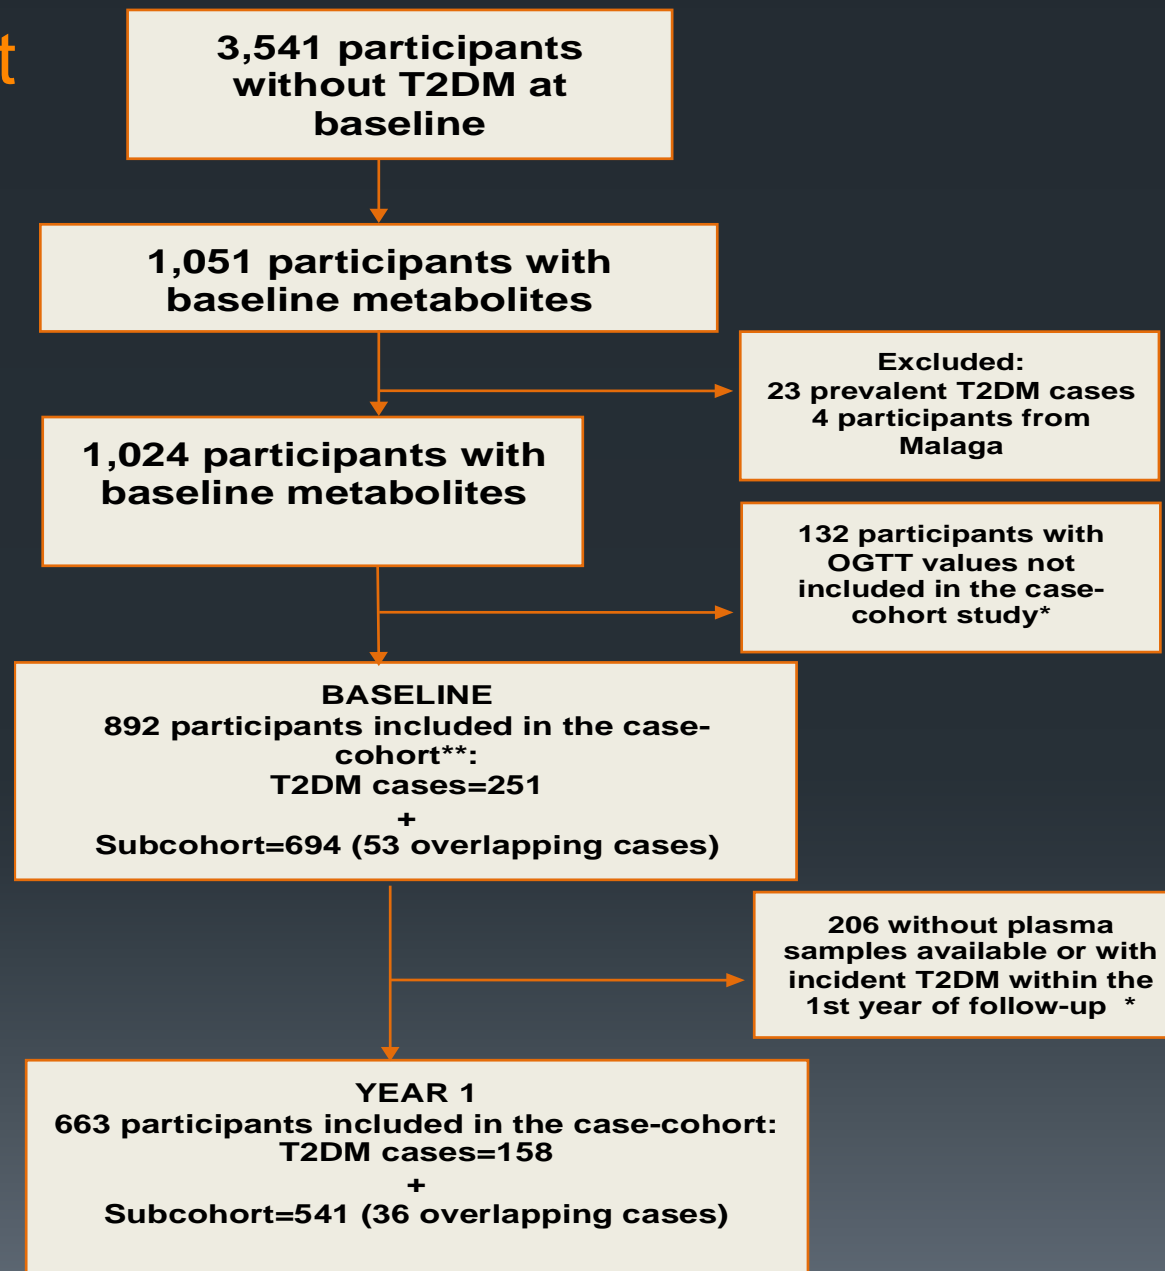 t
3,541 participants
without T2DM at
baseline
1,051 participants with
baseline metabolites
Excluded:
23 prevalent T2DM cases
4 participants from
Malaga
1,024 participants with
baseline metabolites
132 participants with
OGTT values not
included in the case-
cohort study*
BASELINE
892 participants included in the case-
cohort**:
T2DM cases=251
+
Subcohort=694 (53 overlapping cases)
206 without plasma
samples available or with
incident T2DM within the
1st year of follow-up *
YEAR 1
663 participants included in the case-cohort:
T2DM cases=158
+
Subcohort=541 (36 overlapping cases)